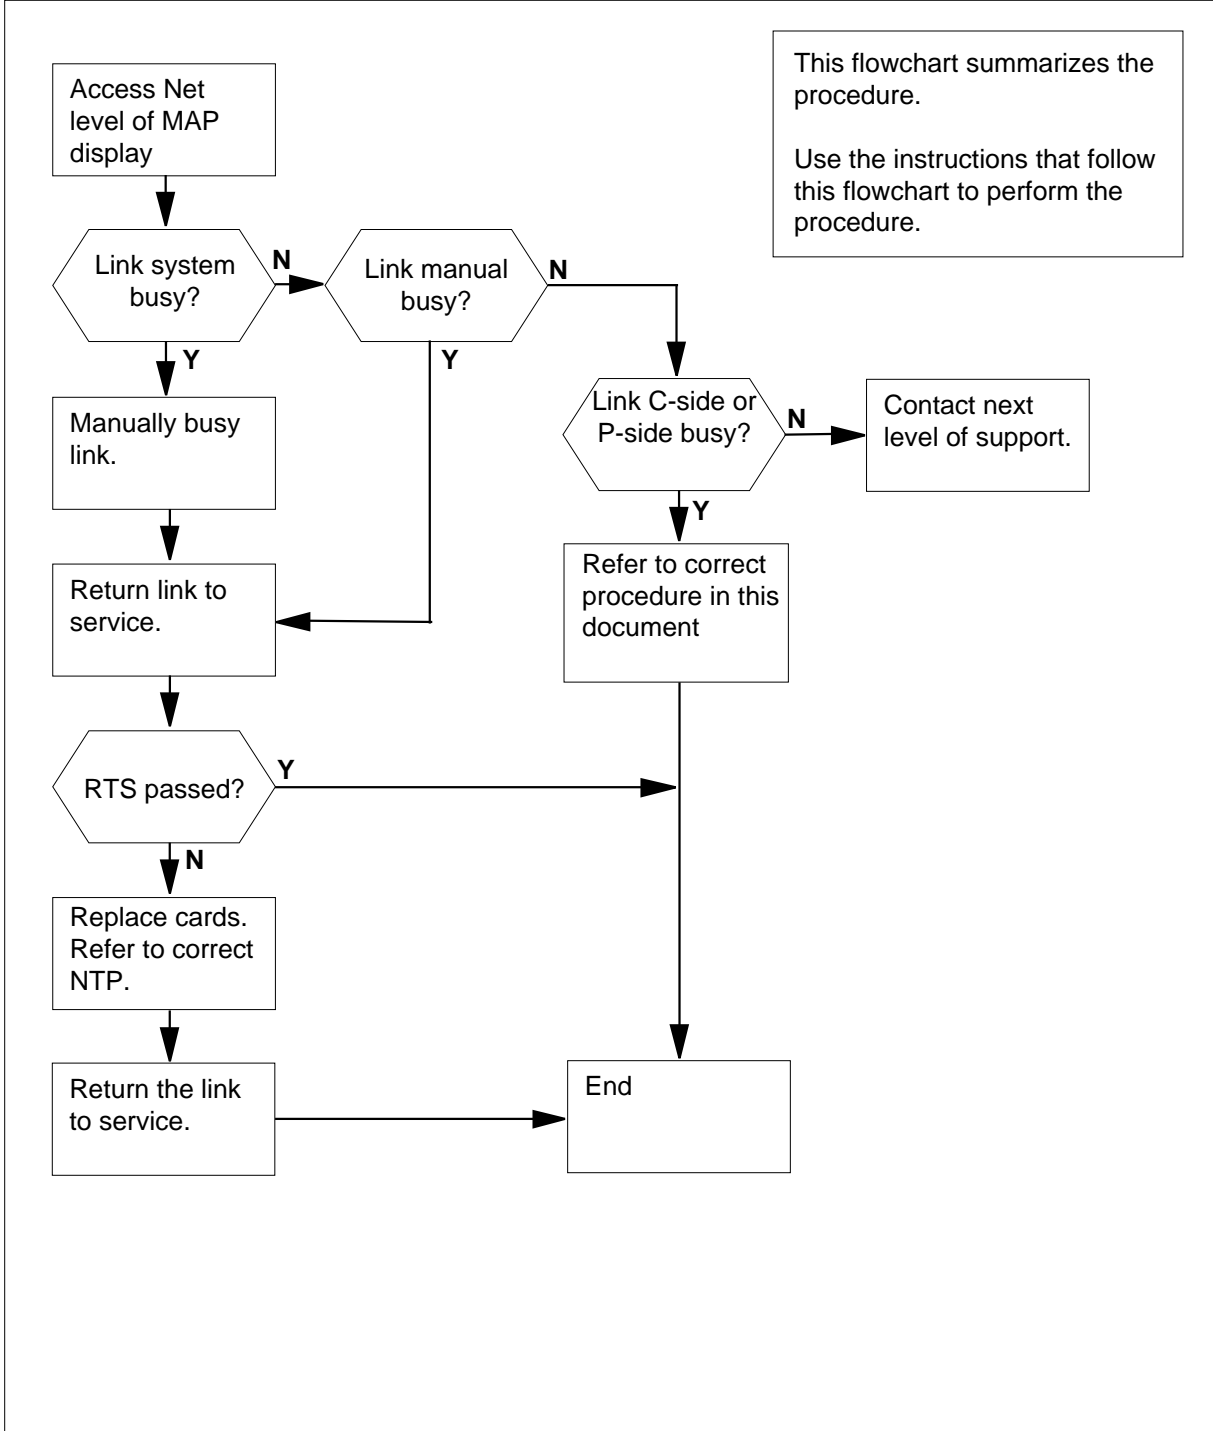 This flowchart summarizes the
procedure.
Use the instructions that follow
this flowchart to perform the
procedure.
Access Net
level of MAP
display
Link system
busy?
N
Y
Link manual
busy?
N
Y
Link C-side or
P-side busy?
N
Y
Contact next
level of support.
Manually busy
link.
Refer to correct
procedure in this
document
Return link to
service.
RTS passed?
Y
N
Replace cards.
Refer to correct
NTP.
Return the link
to service.
End